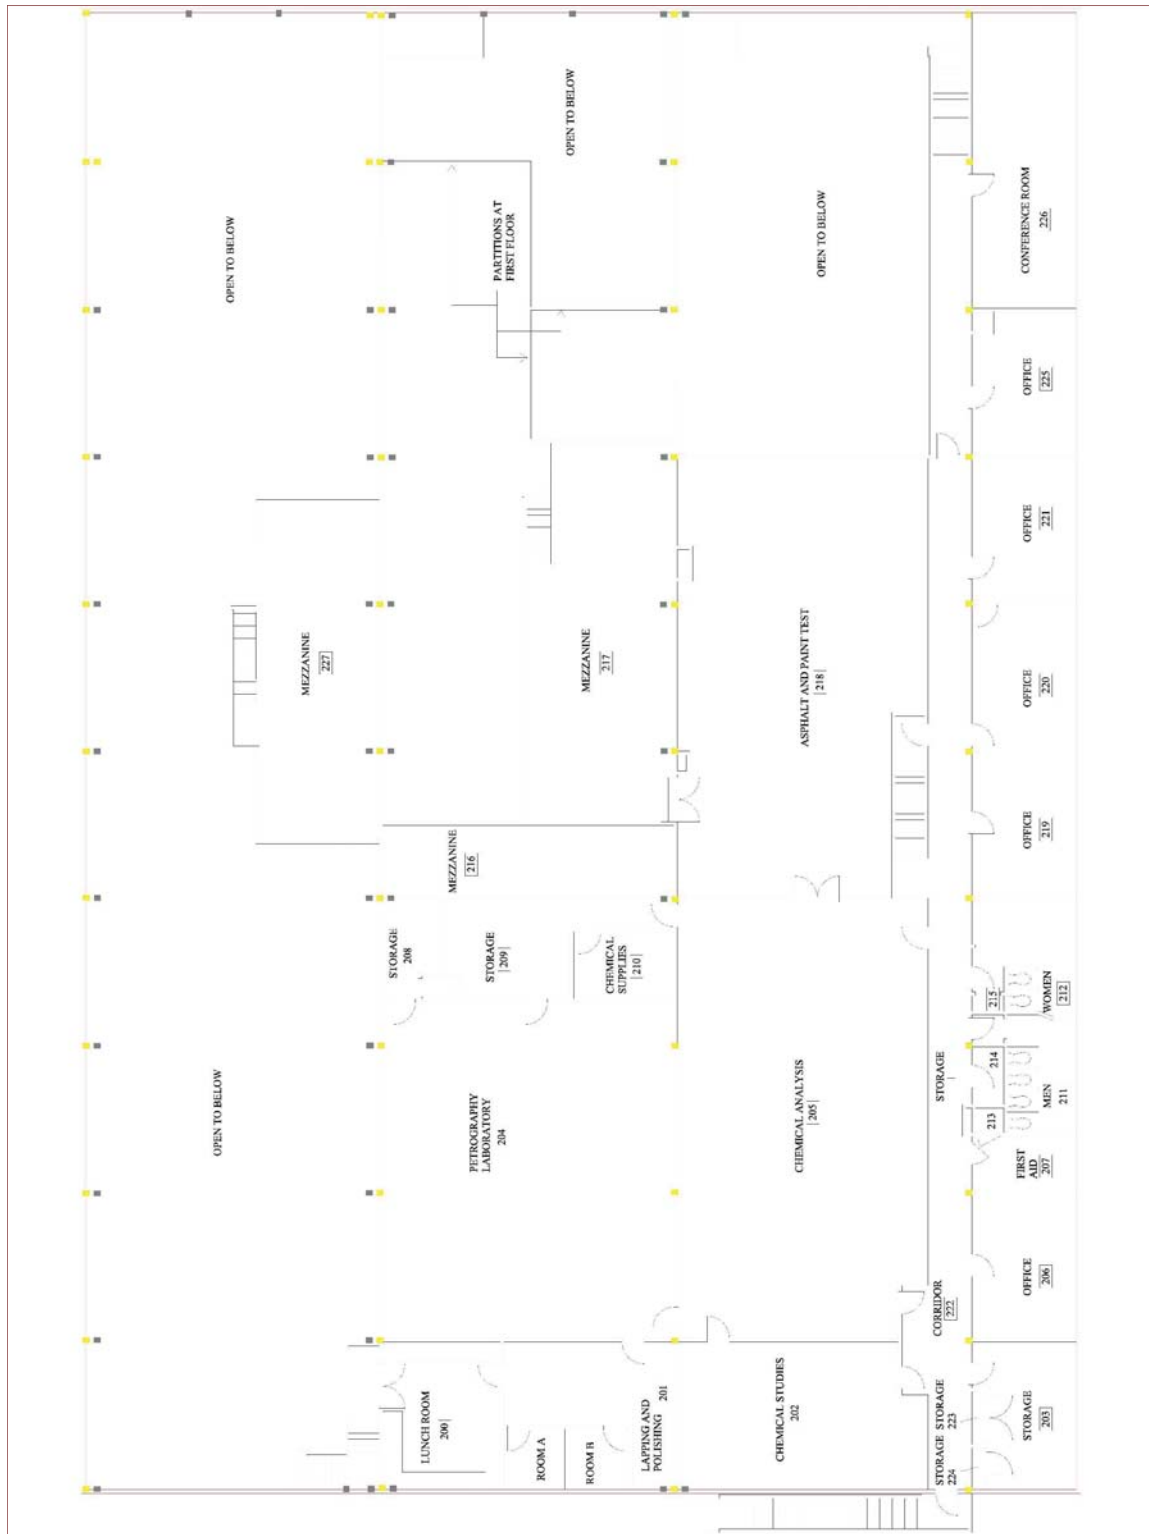 OPEN TO BELOW
OPEN TO BELOW
OPEN TO BELOW
PARTITIONS AT
FIRST FLOOR
OPEN TO BELOW
CONFERENCE ROOM
226
OFFICE
225
OFFICE
221
MEZZANINE
227
MEZZANINE
217
ASPHALT AND PAINT TEST
218
OFFICE
220
OFFICE
219
MEZZANINE
216
STORAGE
208
STORAGE
209
CHEMICAL
SUPPLIES
210
215
WOMEN
212
OPEN TO BELOW
PETROGRAPHY
LABORATORY
204
CHEMICAL ANALYSIS
205
STORAGE
214
213
MEN
211
FIRST
AID
207
OFFICE
206
CORRIDOR
222
LUNCH ROOM
200
ROOM A
ROOM B
LAPPING AND
POLISHING
201
CHEMICAL STUDIES
202
STORAGE
223
STORAGE
224
STORAGE
203